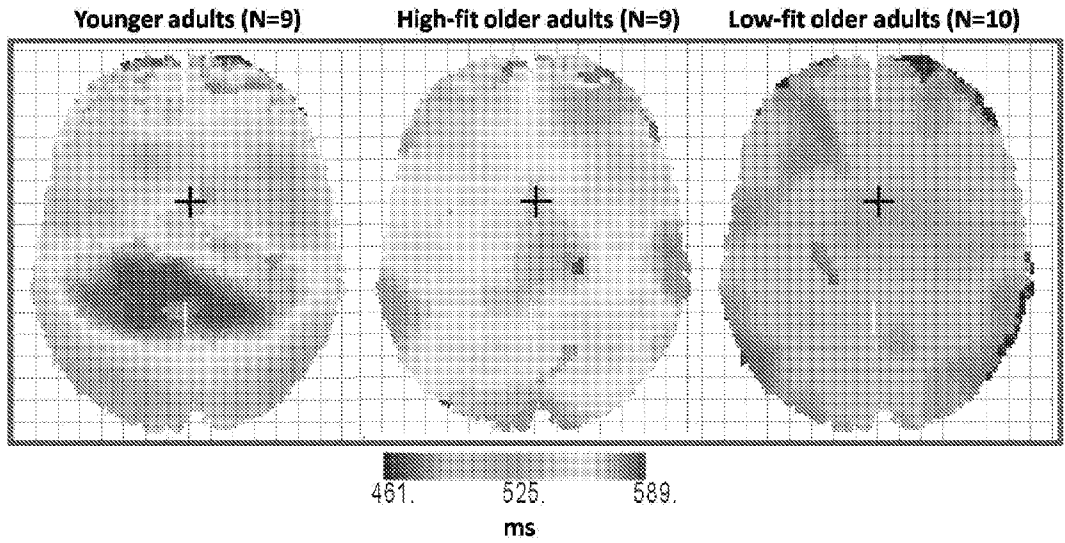 Younger adults (N=9) High-fit older adults (N=9) Low-fit older adults (N=10)
461. 525. 589.
ms